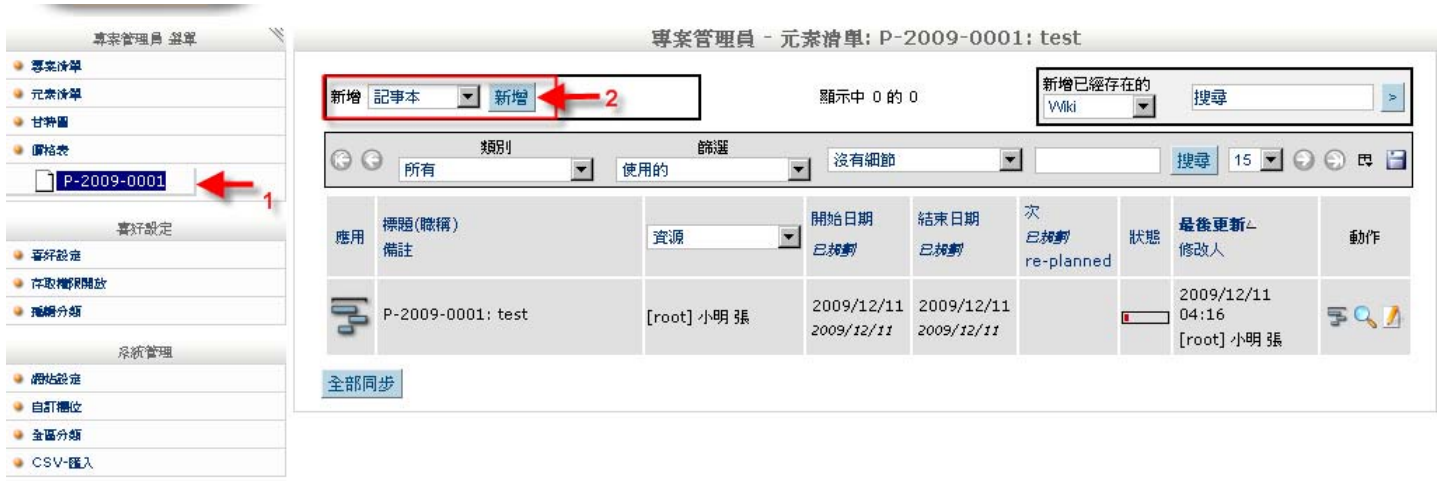 專案管理員 選單
專案清單
元素清單
甘特圖
價格表
P-2009-0001
1
喜好設定
喜好設定
存取權限開放
編輯分類
系統管理
網站設定
自訂欄位
全區分類
CSV-匯入
專案管理員 - 元素清單: P-2009-0001: test
新增 記事本 新增
2
顯示中 0 的 0
新增已經存在的
Wiki
搜尋
>
類別
所有
篩選
使用的
沒有細節
搜尋
15
應用
標題(職稱)
備註
資源
開始日期
已規劃
結束日期
已規劃
次
已規劃
re-planned
狀態
最後更新
修改人
動作
P-2009-0001: test
[root] 小明 張
2009/12/11
2009/12/11
2009/12/11
2009/12/11
2009/12/11
04:16
[root] 小明 張
全部同步